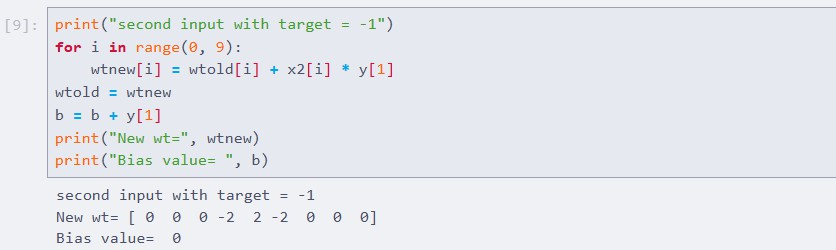 [9]: print("second input with target = -1")
for i in range(0, 9):
    wtnew[i] = wtold[i] + x2[i] * y[1]
wtold = wtnew
b = b + y[1]
print("New wt=", wtnew)
print("Bias value= ", b)
second input with target = -1
New wt= [ 0  0  0 -2  2 -2  0  0  0]
Bias value=  0